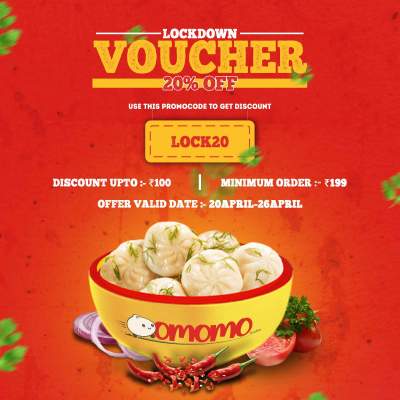 LOCKDOWN
VOUCHER
20% OFF
USE THIS PROMOCODE TO GET DISCOUNT
LOCK20
DISCOUNT UPTO :- ₹100 | MINIMUM ORDER :- ₹199
OFFER VALID DATE :- 20APRIL-26APRIL
OMOMO